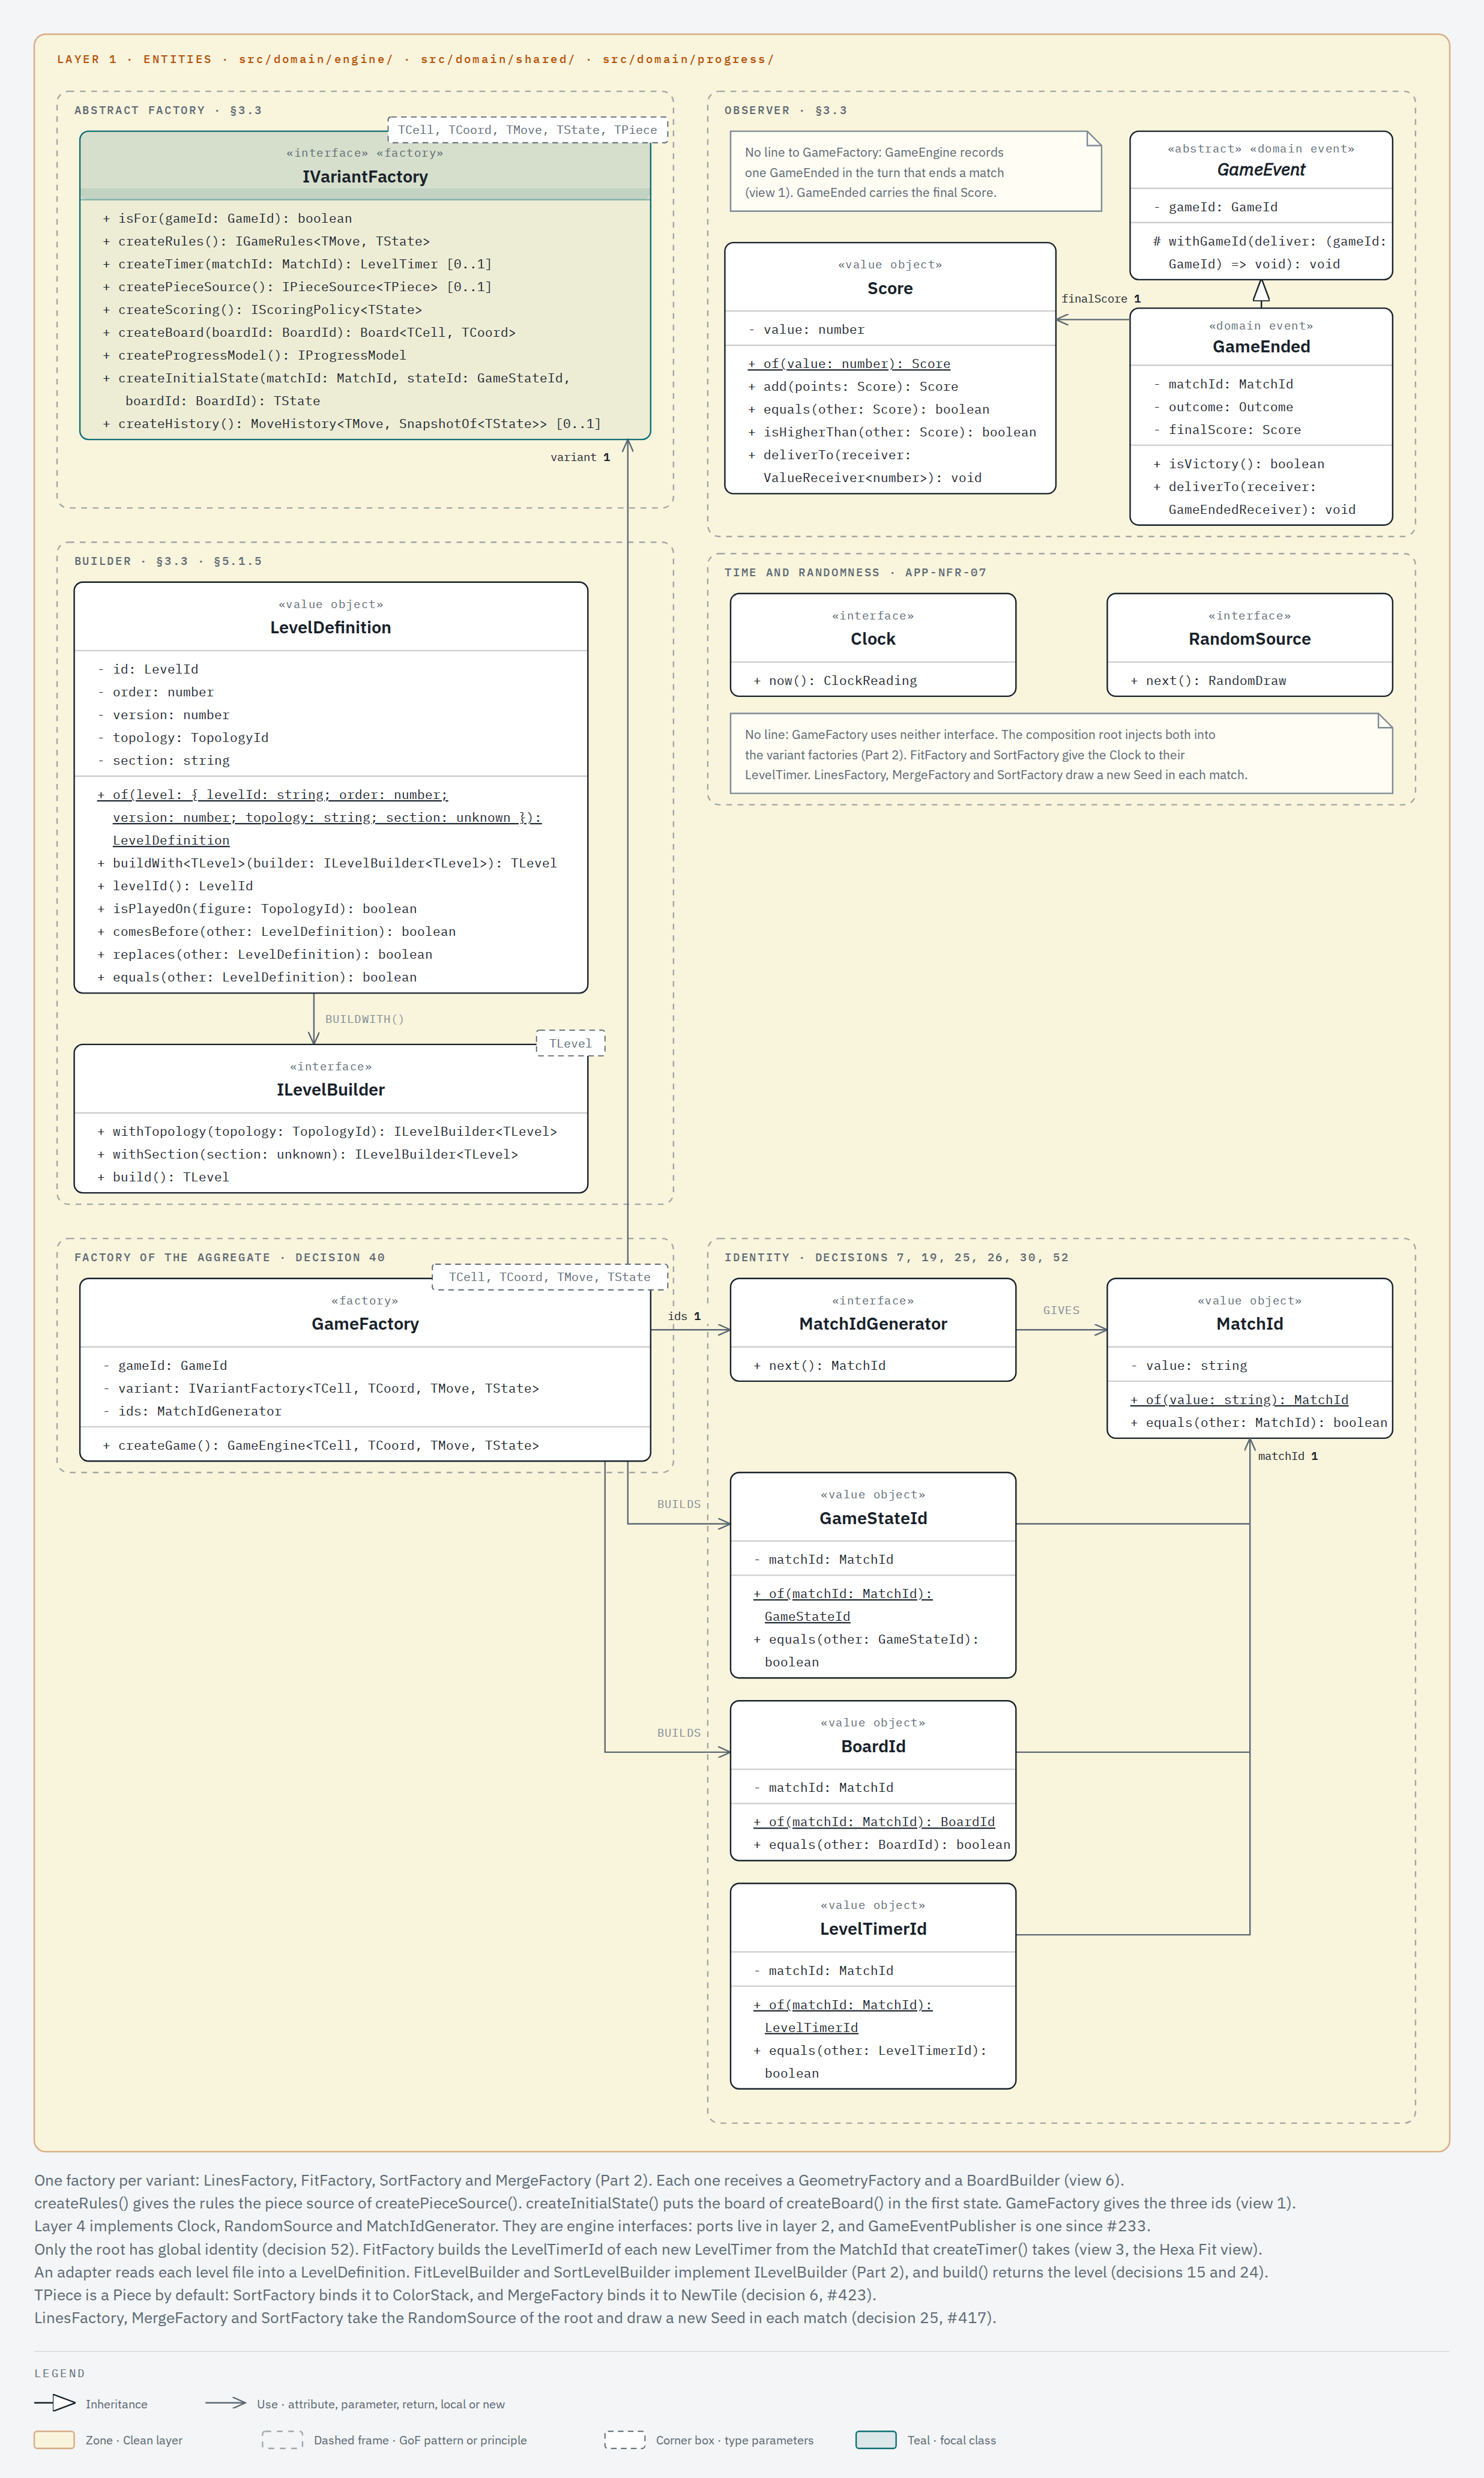 LAYER 1 · ENTITIES · src/domain/engine/ · src/domain/shared/ · src/domain/progress/
ABSTRACT FACTORY · §3.3
TCell, TCoord, TMove, TState, TPiece
«interface» «factory»
IVariantFactory
+ isFor(gameId: GameId): boolean
+ createRules(): IGameRules<TMove, TState>
+ createTimer(matchId: MatchId): LevelTimer [0..1]
+ createPieceSource(): IPieceSource<TPiece> [0..1]
+ createScoring(): IScoringPolicy<TState>
+ createBoard(boardId: BoardId): Board<TCell, TCoord>
+ createProgressModel(): IProgressModel
+ createInitialState(matchId: MatchId, stateId: GameStateId,
boardId: BoardId): TState
+ createHistory(): MoveHistory<TMove, SnapshotOf<TState>> [0..1]
variant 1
OBSERVER · §3.3
No line to GameFactory: GameEngine records
one GameEnded in the turn that ends a match
(view 1). GameEnded carries the final Score.
«abstract» «domain event»
GameEvent
- gameId: GameId
# withGameId(deliver: (gameId:
GameId) => void): void
«value object»
Score
- value: number
+ of(value: number): Score
+ add(points: Score): Score
+ equals(other: Score): boolean
+ isHigherThan(other: Score): boolean
+ deliverTo(receiver:
ValueReceiver<number>): void
finalScore 1
«domain event»
GameEnded
- matchId: MatchId
- outcome: Outcome
- finalScore: Score
+ isVictory(): boolean
+ deliverTo(receiver:
GameEndedReceiver): void
BUILDER · §3.3 · §5.1.5
«value object»
LevelDefinition
- id: LevelId
- order: number
- version: number
- topology: TopologyId
- section: string
+ of(level: { levelId: string; order: number;
version: number; topology: string; section: unknown }):
LevelDefinition
+ buildWith<TLevel>(builder: ILevelBuilder<TLevel>): TLevel
+ levelId(): LevelId
+ isPlayedOn(figure: TopologyId): boolean
+ comesBefore(other: LevelDefinition): boolean
+ replaces(other: LevelDefinition): boolean
+ equals(other: LevelDefinition): boolean
BUILDWITH()
TLevel
«interface»
ILevelBuilder
+ withTopology(topology: TopologyId): ILevelBuilder<TLevel>
+ withSection(section: unknown): ILevelBuilder<TLevel>
+ build(): TLevel
TIME AND RANDOMNESS · APP-NFR-07
«interface»
Clock
+ now(): ClockReading
«interface»
RandomSource
+ next(): RandomDraw
No line: GameFactory uses neither interface. The composition root injects both into
the variant factories (Part 2). FitFactory and SortFactory give the Clock to their
LevelTimer. LinesFactory, MergeFactory and SortFactory draw a new Seed in each match.
FACTORY OF THE AGGREGATE · DECISION 40
TCell, TCoord, TMove, TState
«factory»
GameFactory
- gameId: GameId
- variant: IVariantFactory<TCell, TCoord, TMove, TState>
- ids: MatchIdGenerator
+ createGame(): GameEngine<TCell, TCoord, TMove, TState>
ids 1
BUILDS
BUILDS
IDENTITY · DECISIONS 7, 19, 25, 26, 30, 52
«interface»
MatchIdGenerator
+ next(): MatchId
GIVES
«value object»
MatchId
- value: string
+ of(value: string): MatchId
+ equals(other: MatchId): boolean
matchId 1
«value object»
GameStateId
- matchId: MatchId
+ of(matchId: MatchId):
GameStateId
+ equals(other: GameStateId):
boolean
«value object»
BoardId
- matchId: MatchId
+ of(matchId: MatchId): BoardId
+ equals(other: BoardId): boolean
«value object»
LevelTimerId
- matchId: MatchId
+ of(matchId: MatchId):
LevelTimerId
+ equals(other: LevelTimerId):
boolean
One factory per variant: LinesFactory, FitFactory, SortFactory and MergeFactory (Part 2). Each one receives a GeometryFactory and a BoardBuilder (view 6).
createRules() gives the rules the piece source of createPieceSource(). createInitialState() puts the board of createBoard() in the first state. GameFactory gives the three ids (view 1).
Layer 4 implements Clock, RandomSource and MatchIdGenerator. They are engine interfaces: ports live in layer 2, and GameEventPublisher is one since #233.
Only the root has global identity (decision 52). FitFactory builds the LevelTimerId of each new LevelTimer from the MatchId that createTimer() takes (view 3, the Hexa Fit view).
An adapter reads each level file into a LevelDefinition. FitLevelBuilder and SortLevelBuilder implement ILevelBuilder (Part 2), and build() returns the level (decisions 15 and 24).
TPiece is a Piece by default: SortFactory binds it to ColorStack, and MergeFactory binds it to NewTile (decision 6, #423).
LinesFactory, MergeFactory and SortFactory take the RandomSource of the root and draw a new Seed in each match (decision 25, #417).
LEGEND
Inheritance
Use · attribute, parameter, return, local or new
Zone · Clean layer
Dashed frame · GoF pattern or principle
Corner box · type parameters
Teal · focal class